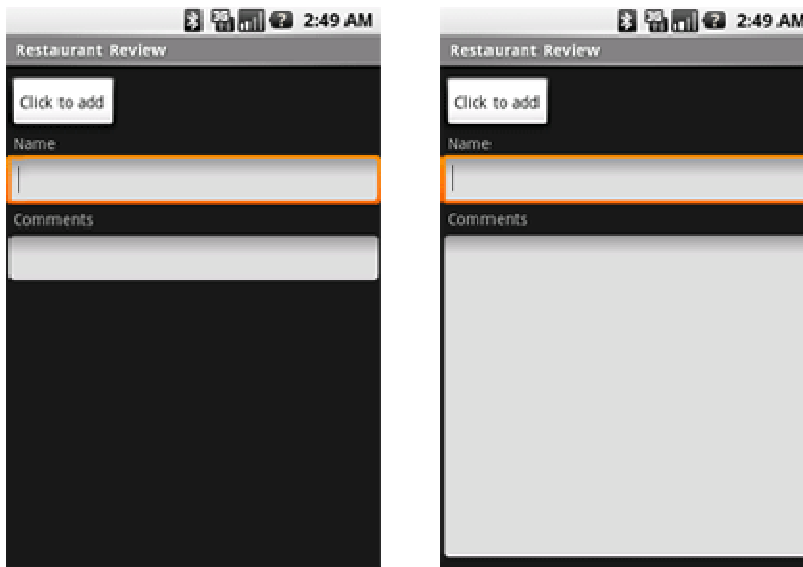 2:49 AM
Restaurant Review
Click to add
Name
Comments
2:49 AM
Restaurant Review
Click to add
Name
Comments